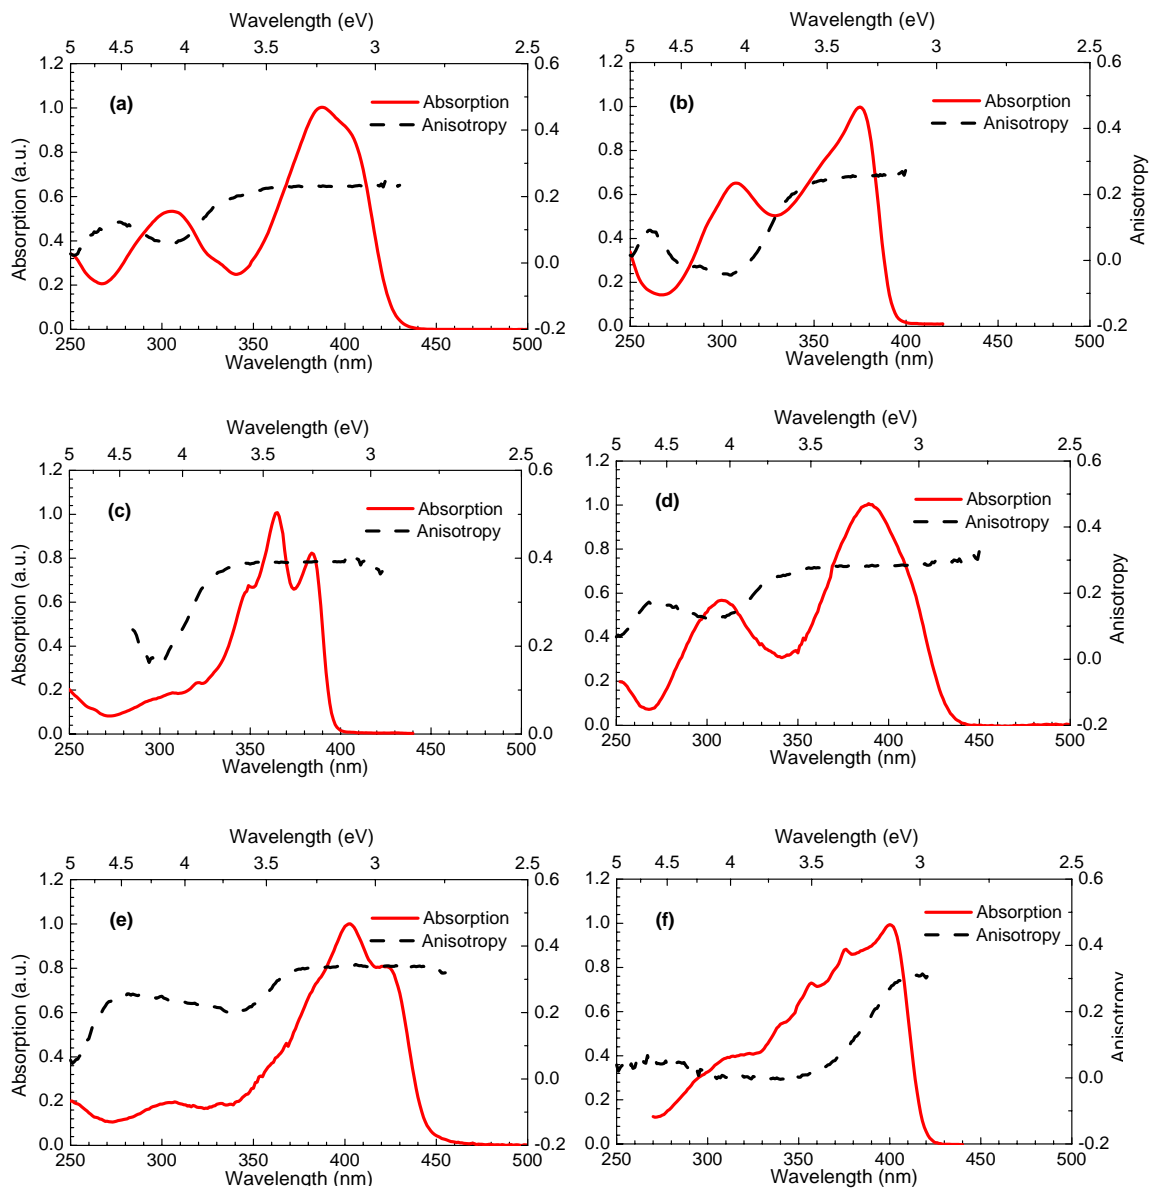 Wavelength (eV)
5 4.5 4 3.5 3 2.5
1.2 1.0 0.8 0.6 0.4 0.2 0.0
Absorption (a.u.)
(a)
Absorption
Anisotropy
0.6 0.4 0.2 0.0 -0.2
250 300 350 400 450 500
Wavelength (nm)
Wavelength (eV)
5 4.5 4 3.5 3 2.5
1.2 1.0 0.8 0.6 0.4 0.2 0.0
(b)
Absorption
Anisotropy
0.6 0.4 0.2 0.0 -0.2
Anisotropy
250 300 350 400 450 500
Wavelength (nm)
Wavelength (eV)
5 4.5 4 3.5 3 2.5
1.2 1.0 0.8 0.6 0.4 0.2 0.0
Absorption (a.u.)
(c)
Absorption
Anisotropy
0.6 0.4 0.2 0.0
250 300 350 400 450 500
Wavelength (nm)
Wavelength (eV)
5 4.5 4 3.5 3 2.5
1.2 1.0 0.8 0.6 0.4 0.2 0.0
(d)
Absorption
Anisotropy
0.6 0.4 0.2 0.0 -0.2
Anisotropy
250 300 350 400 450 500
Wavelength (nm)
Wavelength (eV)
5 4.5 4 3.5 3 2.5
1.2 1.0 0.8 0.6 0.4 0.2 0.0
Absorption (a.u.)
(e)
Absorption
Anisotropy
0.6 0.4 0.2 0.0 -0.2
250 300 350 400 450 500
Wavelength (nm)
Wavelength (eV)
5 4.5 4 3.5 3 2.5
1.2 1.0 0.8 0.6 0.4 0.2 0.0
(f)
Absorption
Anisotropy
0.6 0.4 0.2 0.0 -0.2
Anisotropy
250 300 350 400 450 500
Wavelength (nm)